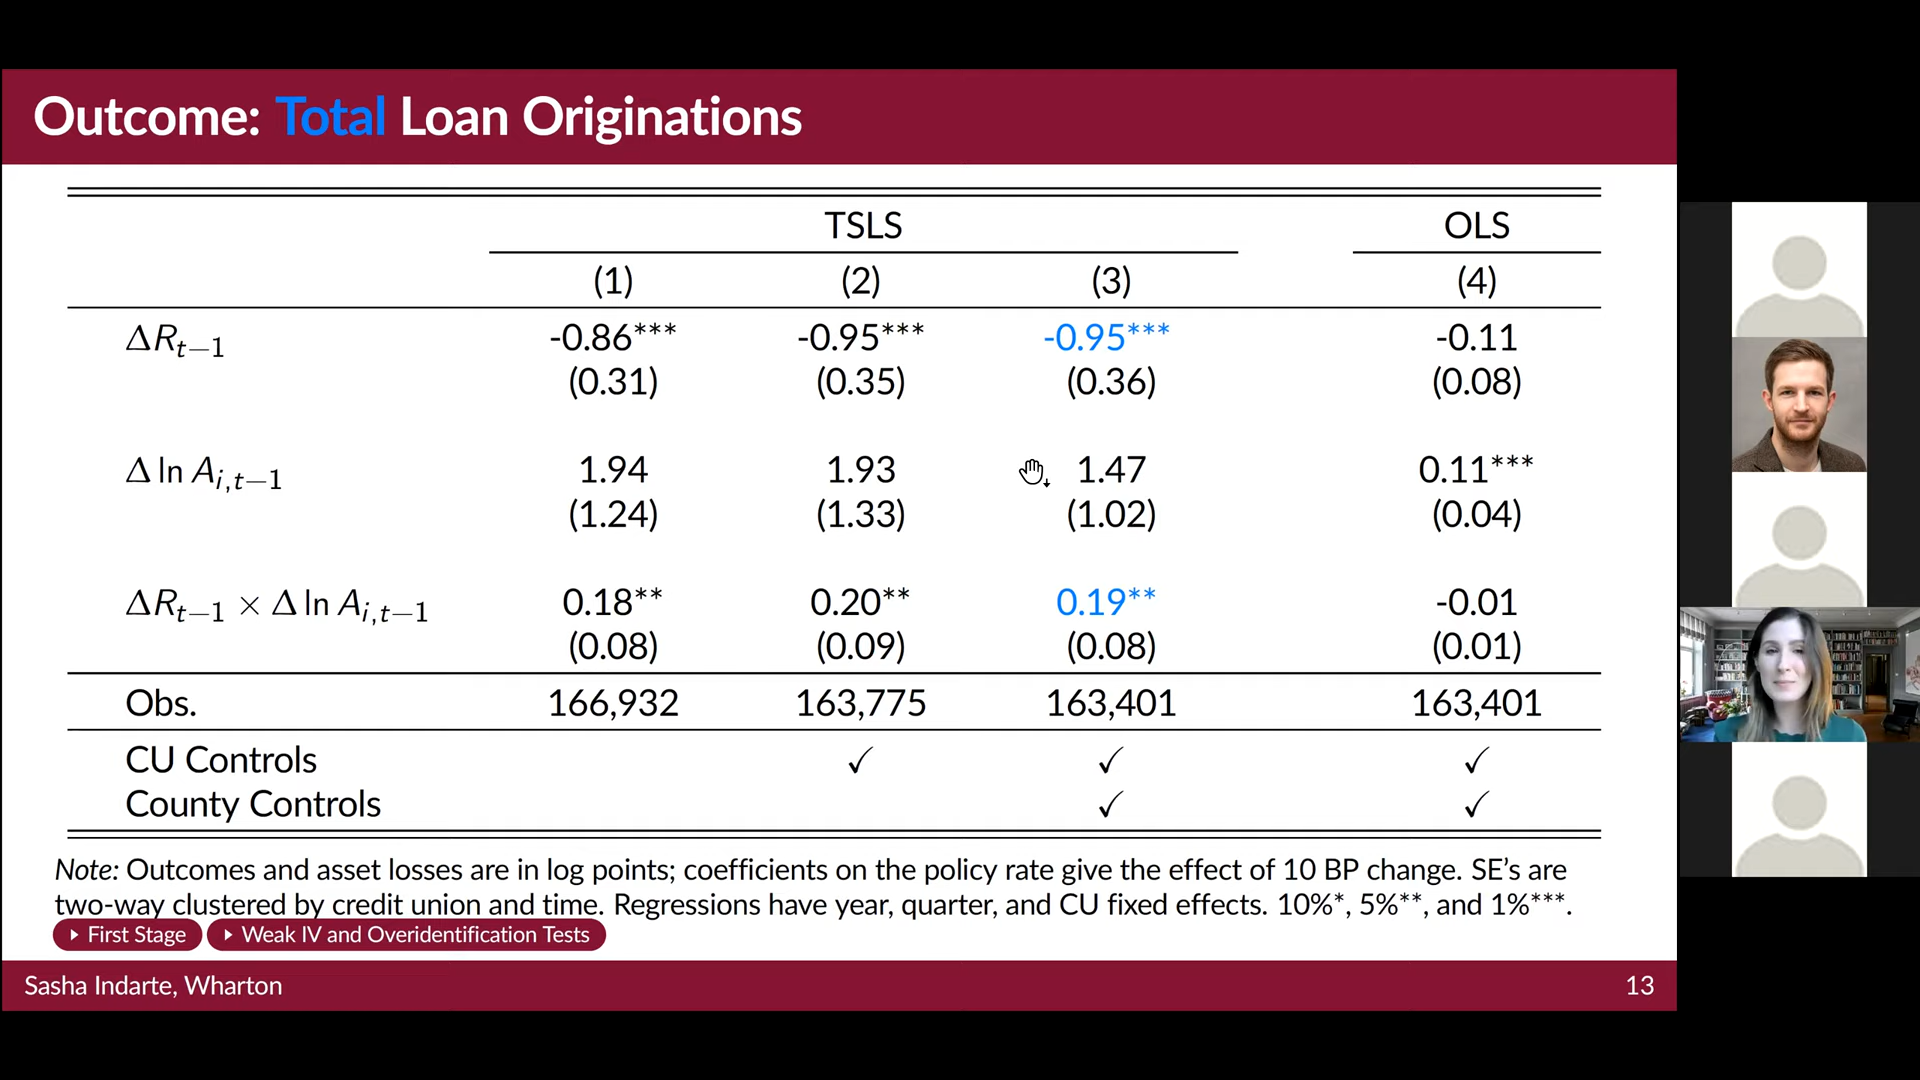 Outcome: Total Loan Originations
TSLS OLS
(1) (2) (3) (4)
ΔR_{t−1} -0.86*** -0.95*** -0.95*** -0.11
(0.31) (0.35) (0.36) (0.08)
Δ ln A_{i,t−1} 1.94 1.93 1.47 0.11***
(1.24) (1.33) (1.02) (0.04)
ΔR_{t−1} × Δ ln A_{i,t−1} 0.18** 0.20** 0.19** -0.01
(0.08) (0.09) (0.08) (0.01)
Obs. 166,932 163,775 163,401 163,401
CU Controls ✓ ✓ ✓
County Controls ✓ ✓
Note: Outcomes and asset losses are in log points; coefficients on the policy rate give the effect of 10 BP change. SE's are
two-way clustered by credit union and time. Regressions have year, quarter, and CU fixed effects. 10%*, 5%**, and 1%***.
First Stage Weak IV and Overidentification Tests
Sasha Indarte, Wharton 13